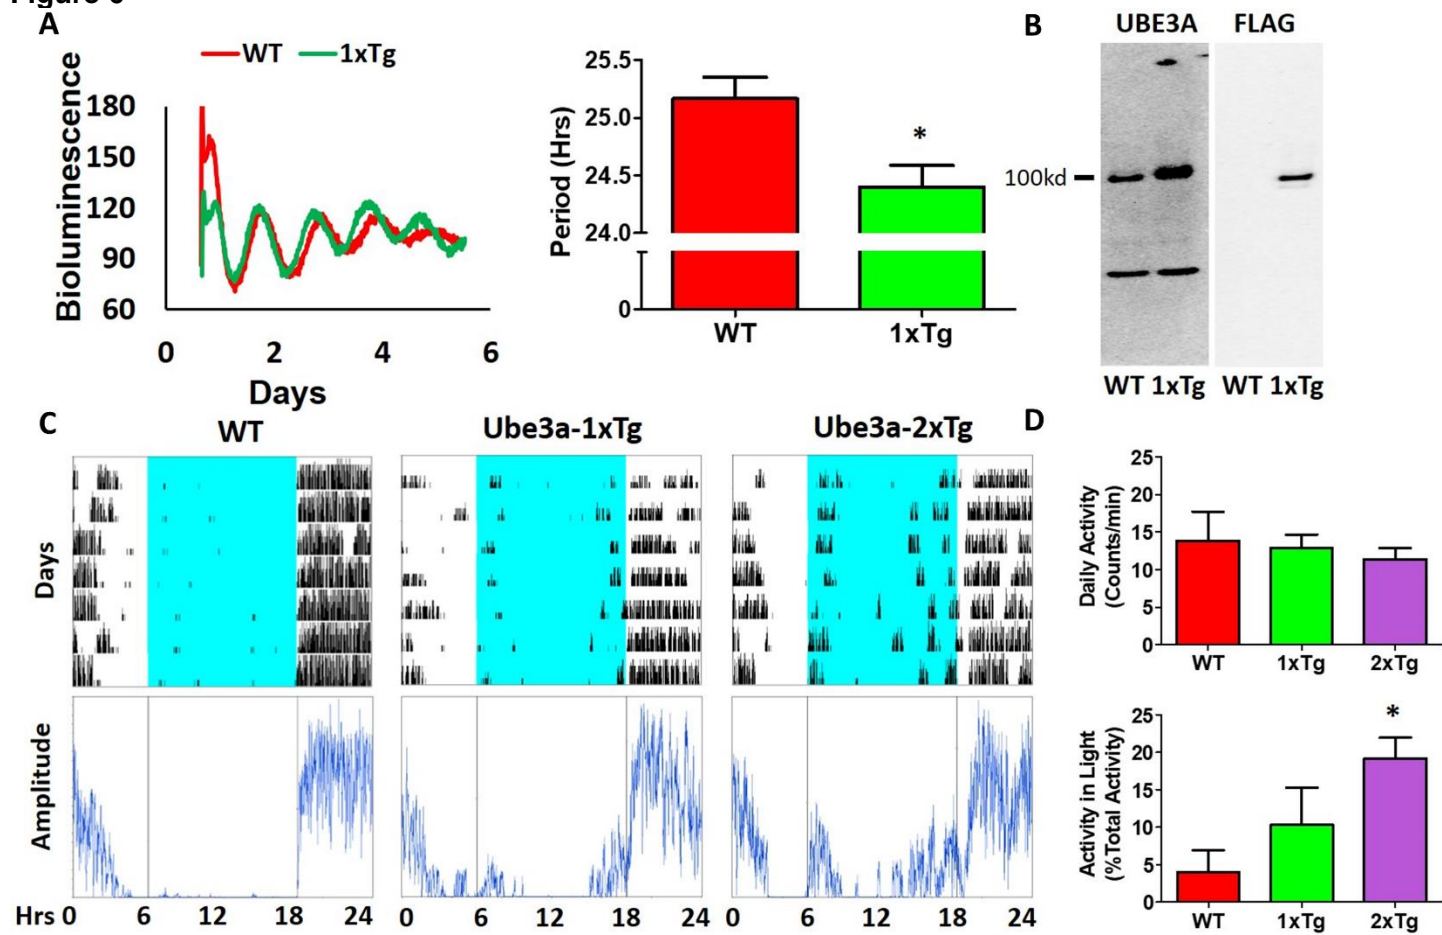 Figure 6
A
WT 1xTg
Bioluminescence
180
150
120
90
60
0 2 4 6
Days
Period (Hrs)
25.5
25.0
24.5
24.0
0
*
WT 1xTg
B
UBE3A FLAG
100kd
WT 1xTg WT 1xTg
C
WT Ube3a-1xTg Ube3a-2xTg
Days
Amplitude
Hrs 0 6 12 18 24 0 6 12 18 24 0 6 12 18 24
D
Daily Activity
(Counts/min)
25
20
15
10
5
0
WT 1xTg 2xTg
Activity in Light
(%Total Activity)
25
20
15
10
5
0
*
WT 1xTg 2xTg